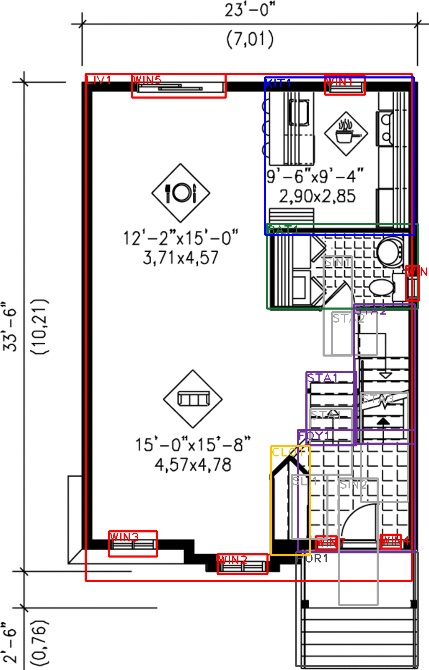 23'-0"
(7,01)
LIV1
WIN5
KIT1
WIN1
9'-6"x9'-4"
2,90x2,85
BAT1
12'-2"x15'-0"
3,71x4,57
SIN1
WIN
STA2
33'-6"
(10,21)
STA1
15'-0"x15'-8"
4,57x4,78
FOY1
CLO1
SIN2
WIN3
WIN2
DOR1
2'-6"
(0,76)